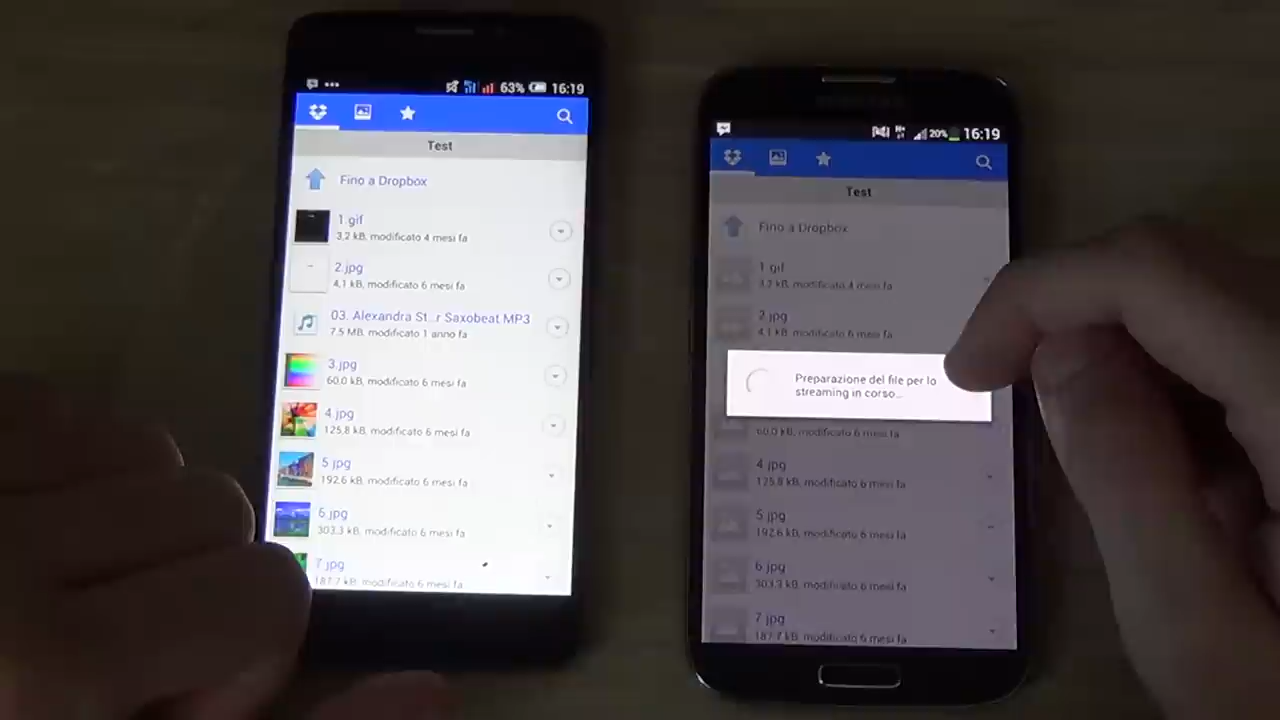 63% 16:19
Test
Fino a Dropbox
1.gif
3,2 kB, modificato 4 mesi fa
2.jpg
4,1 kB, modificato 6 mesi fa
03. Alexandra St...r Saxobeat MP3
7,5 MB, modificato 1 anno fa
3.jpg
60,0 kB, modificato 6 mesi fa
4.jpg
125,8 kB, modificato 6 mesi fa
5.jpg
192,6 kB, modificato 6 mesi fa
6.jpg
303,3 kB, modificato 6 mesi fa
7.jpg
187,7 kB, modificato 6 mesi fa
20% 16:19
Test
Fino a Dropbox
1.gif
3,2 kB, modificato 4 mesi fa
2.jpg
4,1 kB, modificato 6 mesi fa
Preparazione del file per lo
streaming in corso...
60,0 kB, modificato 6 mesi fa
4.jpg
125,8 kB, modificato 6 mesi fa
5.jpg
192,6 kB, modificato 6 mesi fa
6.jpg
303,3 kB, modificato 6 mesi fa
7.jpg
187,7 kB, modificato 6 mesi fa